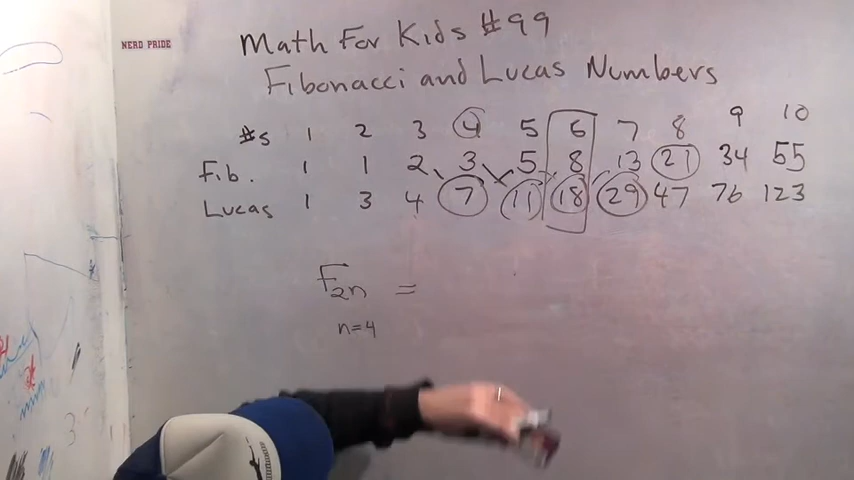 NERD PRIDE
Math For Kids #99
Fibonacci and Lucas Numbers
#s 1 2 3 4 5 6 7 8 9 10
Fib. 1 1 2 3 5 8 13 21 34 55
Lucas 1 3 4 7 11 18 29 47 76 123
F2n =
n=4